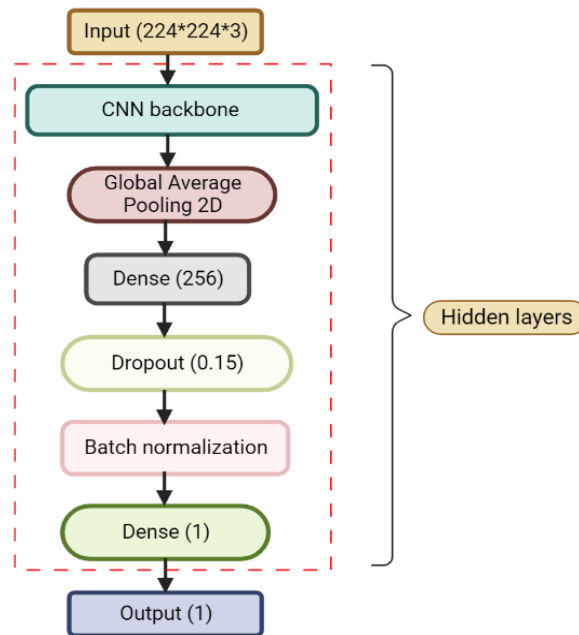 Input (224*224*3)
CNN backbone
Global Average
Pooling 2D
Dense (256)
Hidden layers
Dropout (0.15)
Batch normalization
Dense (1)
Output (1)